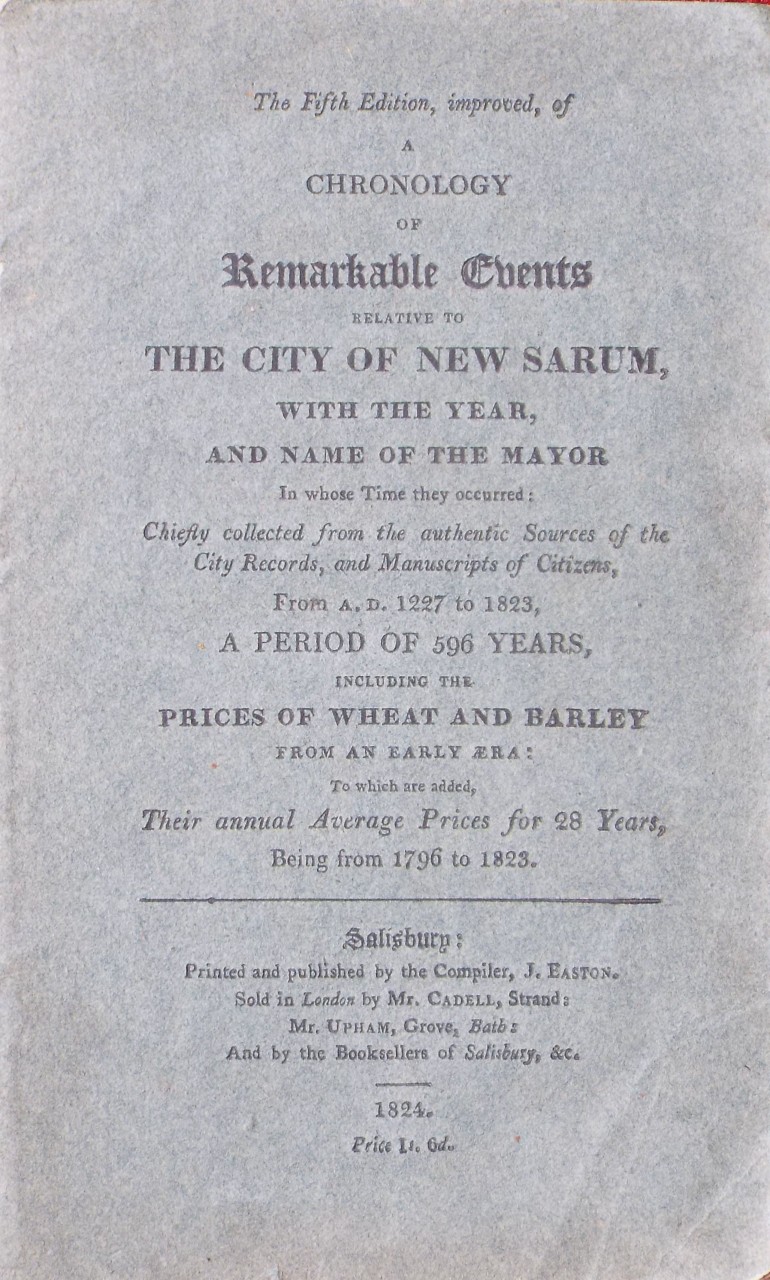 The Fifth Edition, improved, of
A
CHRONOLOGY
OF
Remarkable Events
RELATIVE TO
THE CITY OF NEW SARUM,
WITH THE YEAR,
AND NAME OF THE MAYOR
In whose Time they occurred:
Chiefly collected from the authentic Sources of the
City Records, and Manuscripts of Citizens,
From A. D. 1227 to 1823,
A PERIOD OF 596 YEARS,
INCLUDING THE
PRICES OF WHEAT AND BARLEY
FROM AN EARLY ÆRA:
To which are added,
Their annual Average Prices for 28 Years,
Being from 1796 to 1823.
Salisbury:
Printed and published by the Compiler, J. EASTON.
Sold in London by Mr. CADELL, Strand:
Mr. UPHAM, Grove, Bath:
And by the Booksellers of Salisbury, &c.
1824.
Price 1s. 6d.